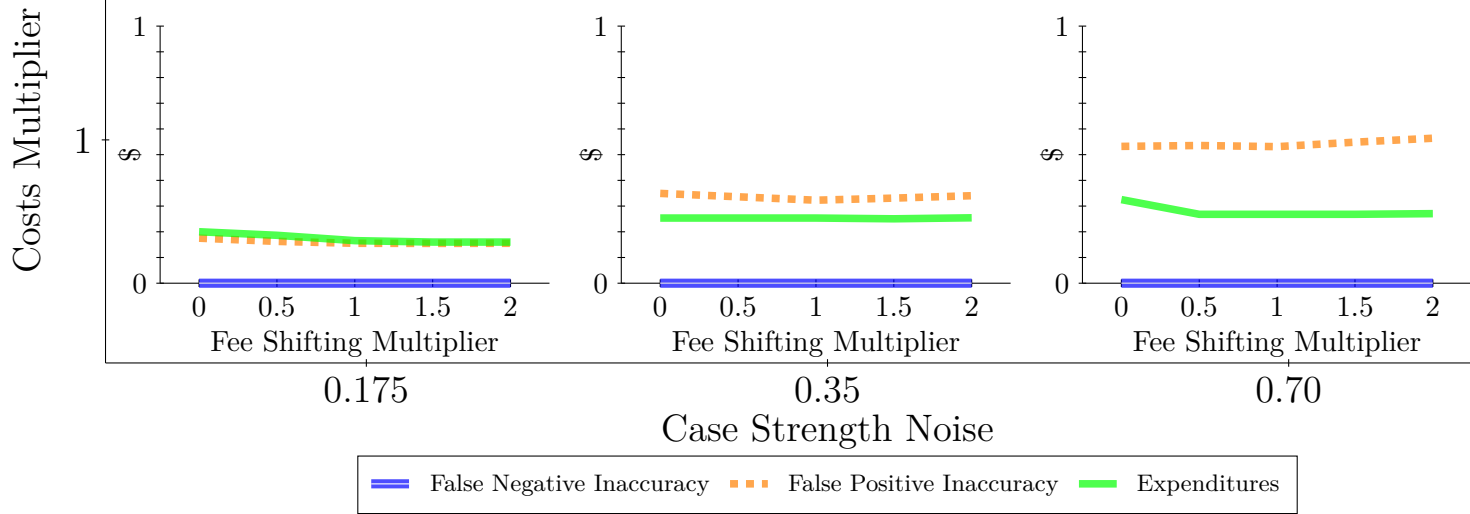 Costs Multiplier
1
1
$
0
0 0.5 1 1.5 2
Fee Shifting Multiplier
1
$
0
0 0.5 1 1.5 2
Fee Shifting Multiplier
1
$
0
0 0.5 1 1.5 2
Fee Shifting Multiplier
0.175 0.35 0.70
Case Strength Noise
False Negative Inaccuracy False Positive Inaccuracy Expenditures